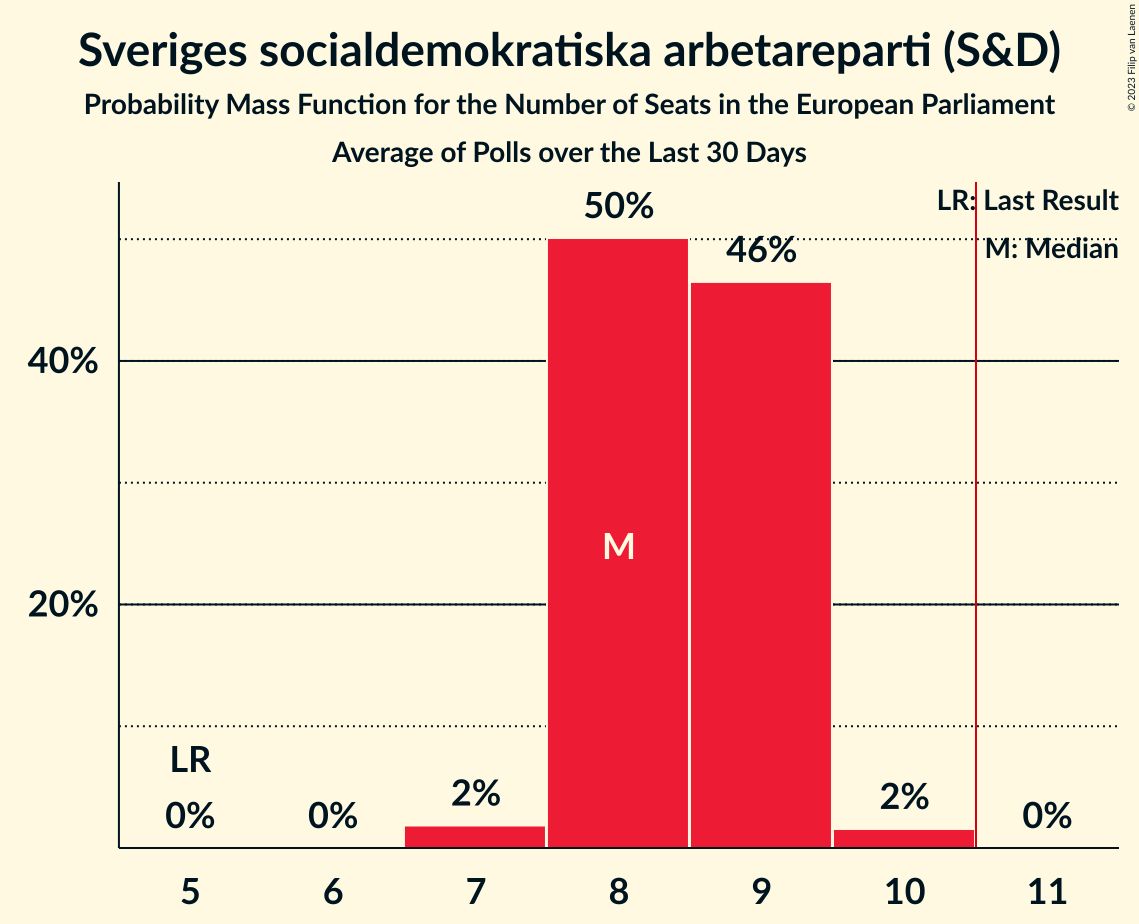 Sveriges socialdemokratiska arbetareparti (S&D)
Probability Mass Function for the Number of Seats in the European Parliament
Average of Polls over the Last 30 Days
© 2023 Filip van Laenen
LR: Last Result
M: Median
50%
46%
40%
M
20%
LR
0%
0%
2%
2%
0%
5
6
7
8
9
10
11